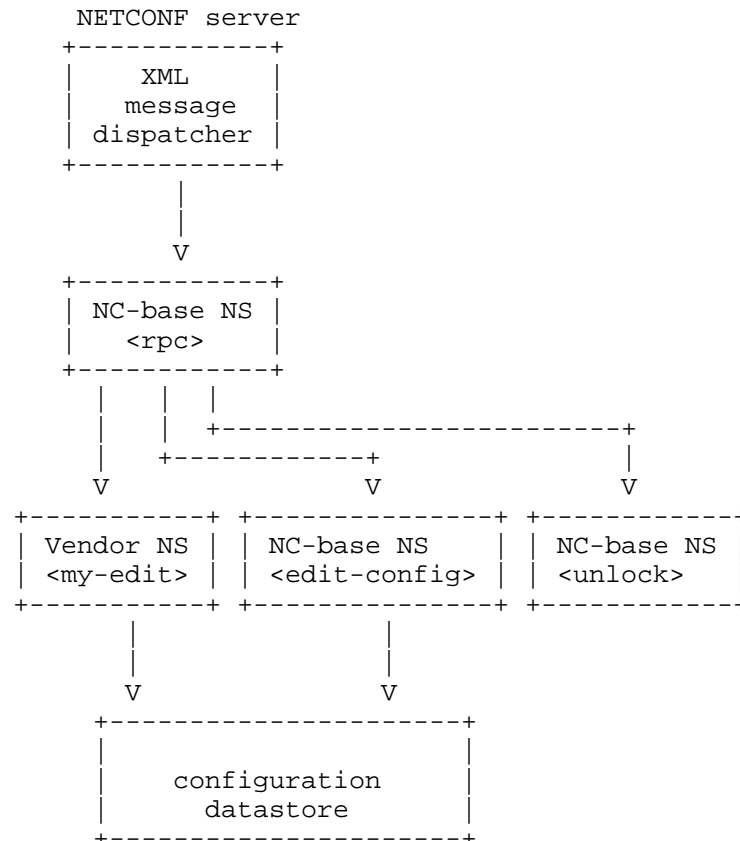 NETCONF server
XML
message
dispatcher
V
NC-base NS
<rpc>
V V V
Vendor NS NC-base NS NC-base NS
<my-edit> <edit-config> <unlock>
V V
configuration
datastore